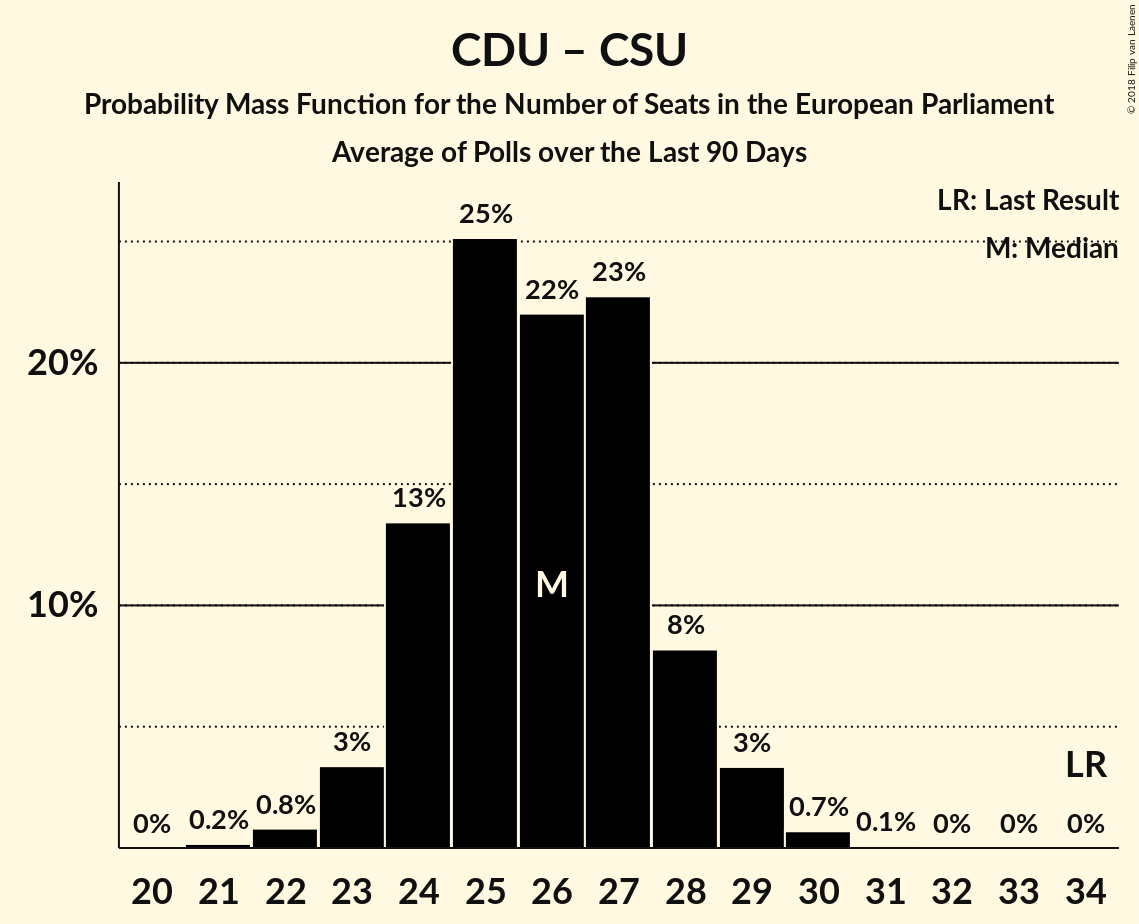 CDU – CSU
Probability Mass Function for the Number of Seats in the European Parliament
Average of Polls over the Last 90 Days
© 2018 Filip van Laenen
LR: Last Result
M: Median
20%
10%
0%
0.2%
0.8%
3%
13%
25%
22%
23%
8%
3%
0.7%
0.1%
0%
0%
0%
M
LR
20 21 22 23 24 25 26 27 28 29 30 31 32 33 34